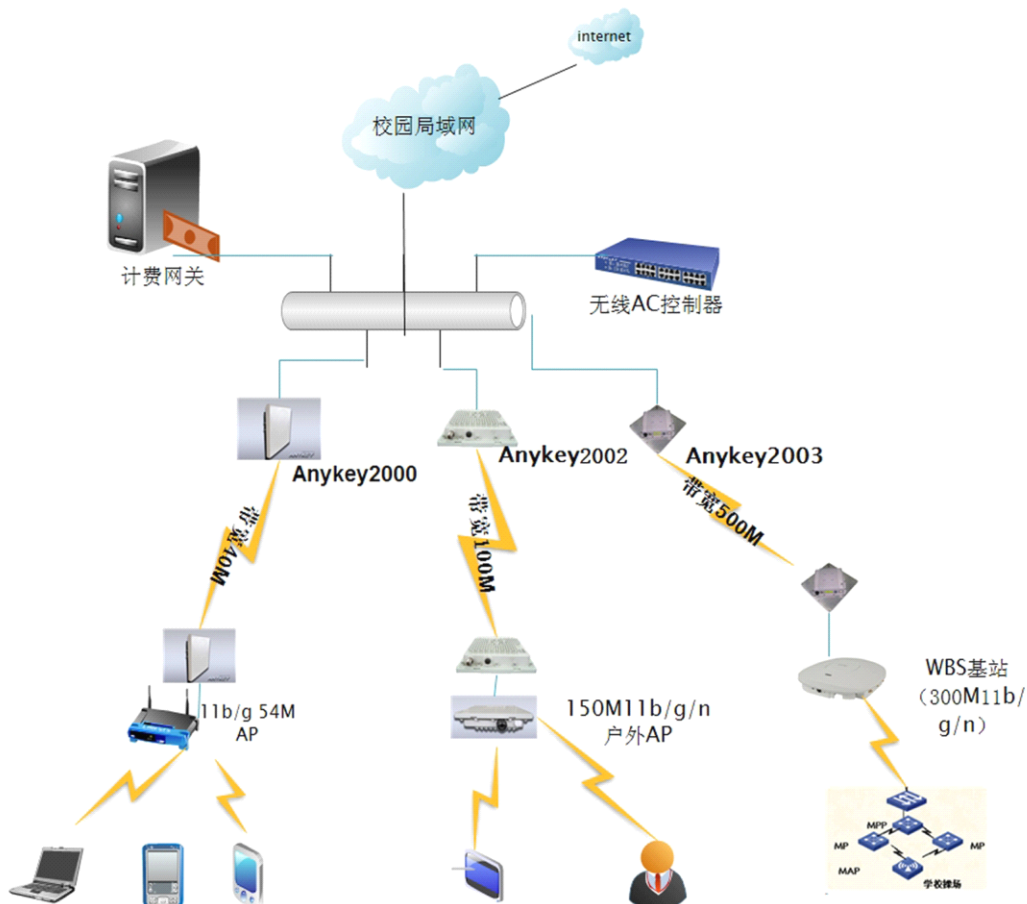 internet
校园局域网
计费网关
无线AC控制器
Anykey2000
Anykey2002
Anykey2003
带宽40M
带宽100M
带宽500M
11b/g 54M
AP
150M11b/g/n
户外AP
WBS基站
（300M11b/
g/n）
MPP
MP
MP
MAP
学校操场